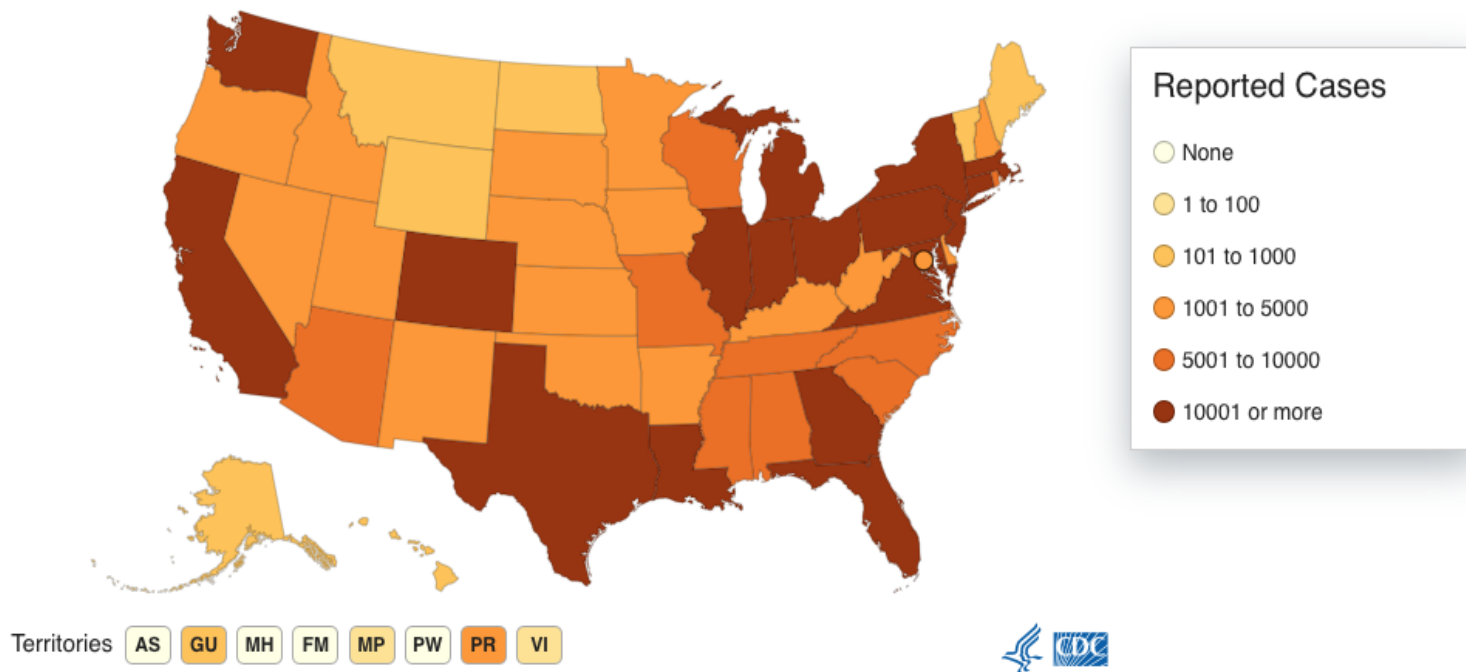 Reported Cases
None
1 to 100
101 to 1000
1001 to 5000
5001 to 10000
10001 or more
Territories AS GU MH FM MP PW PR VI
CDC